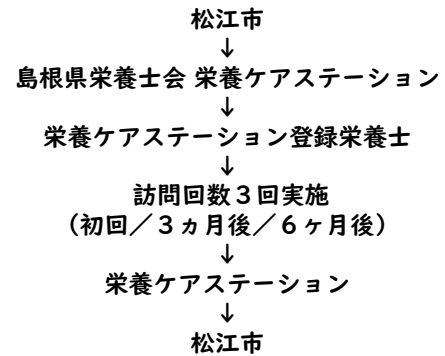 松江市
↓
島根県栄養士会 栄養ケアステーション
↓
栄養ケアステーション登録栄養士
↓
訪問回数３回実施
（初回／３ヵ月後／６ヶ月後）
↓
栄養ケアステーション
↓
松江市